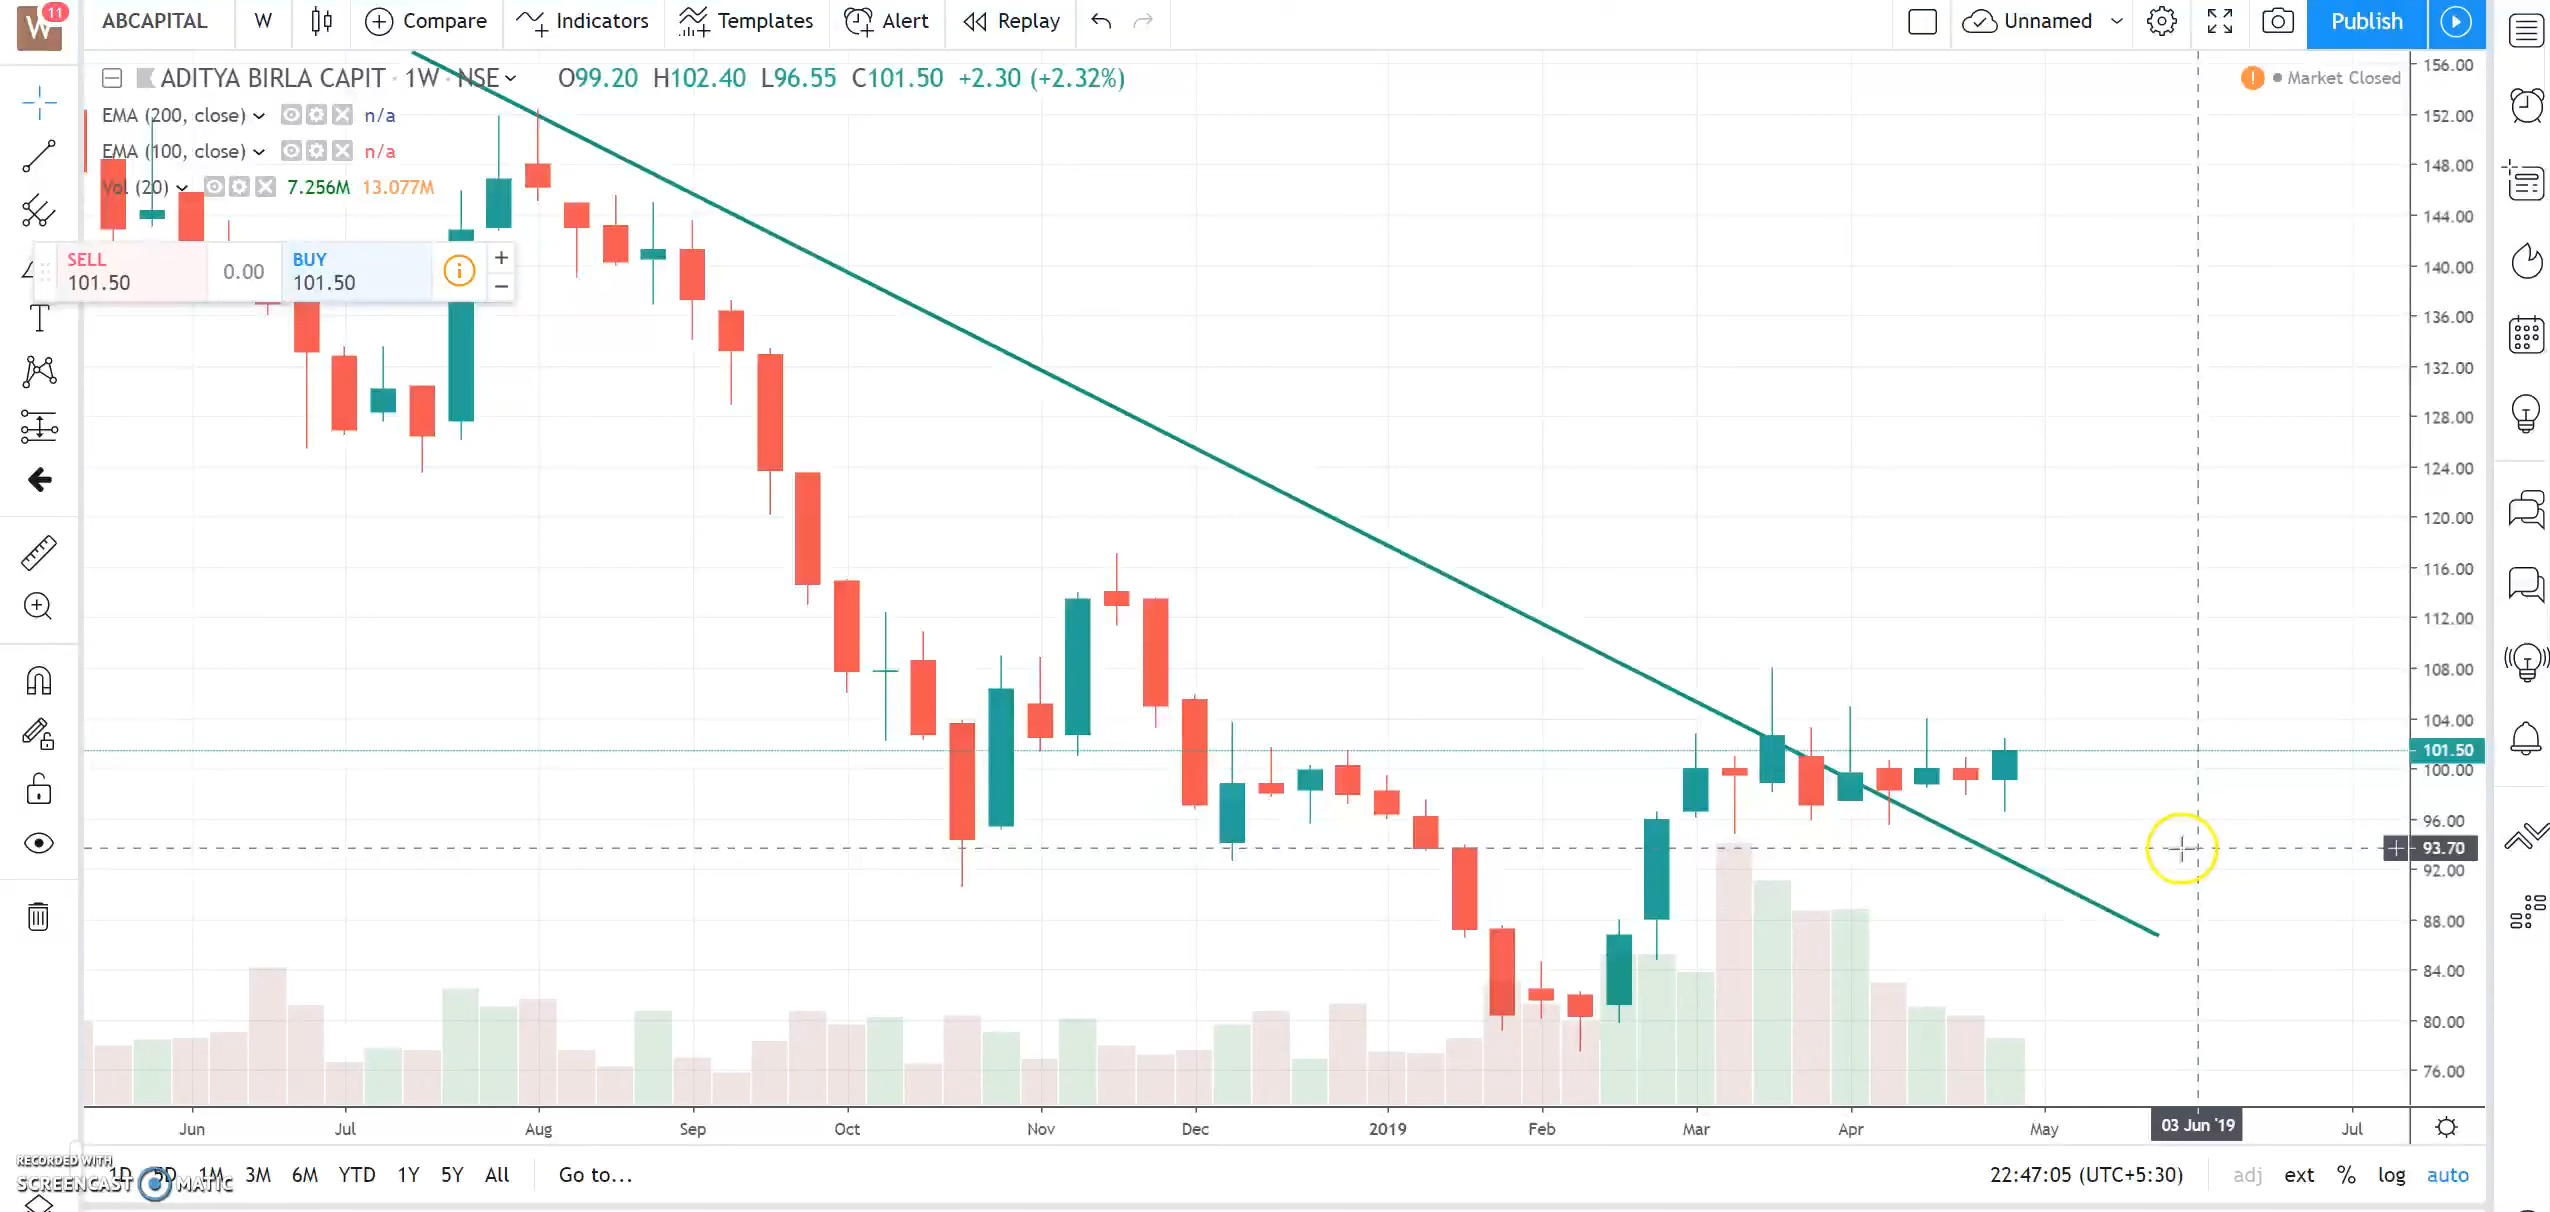 W 11 ABCAPITAL W Compare Indicators Templates Alert Replay Unnamed Publish
ADITYA BIRLA CAPIT · 1W · NSE O99.20 H102.40 L96.55 C101.50 +2.30 (+2.32%) ! Market Closed
EMA (200, close) n/a
EMA (100, close) n/a
Vol (20) 7.256M 13.077M
SELL 0.00 BUY i +
101.50 101.50 −
T
156.00
152.00
148.00
144.00
140.00
136.00
132.00
128.00
124.00
120.00
116.00
112.00
108.00
104.00
101.50
100.00
96.00
93.70
92.00
88.00
84.00
80.00
76.00
Jun Jul Aug Sep Oct Nov Dec 2019 Feb Mar Apr May 03 Jun '19 Jul
RECORDED WITH
SCREENCAST MATIC
1D 5D 1M 3M 6M YTD 1Y 5Y All Go to... 22:47:05 (UTC+5:30) adj ext % log auto